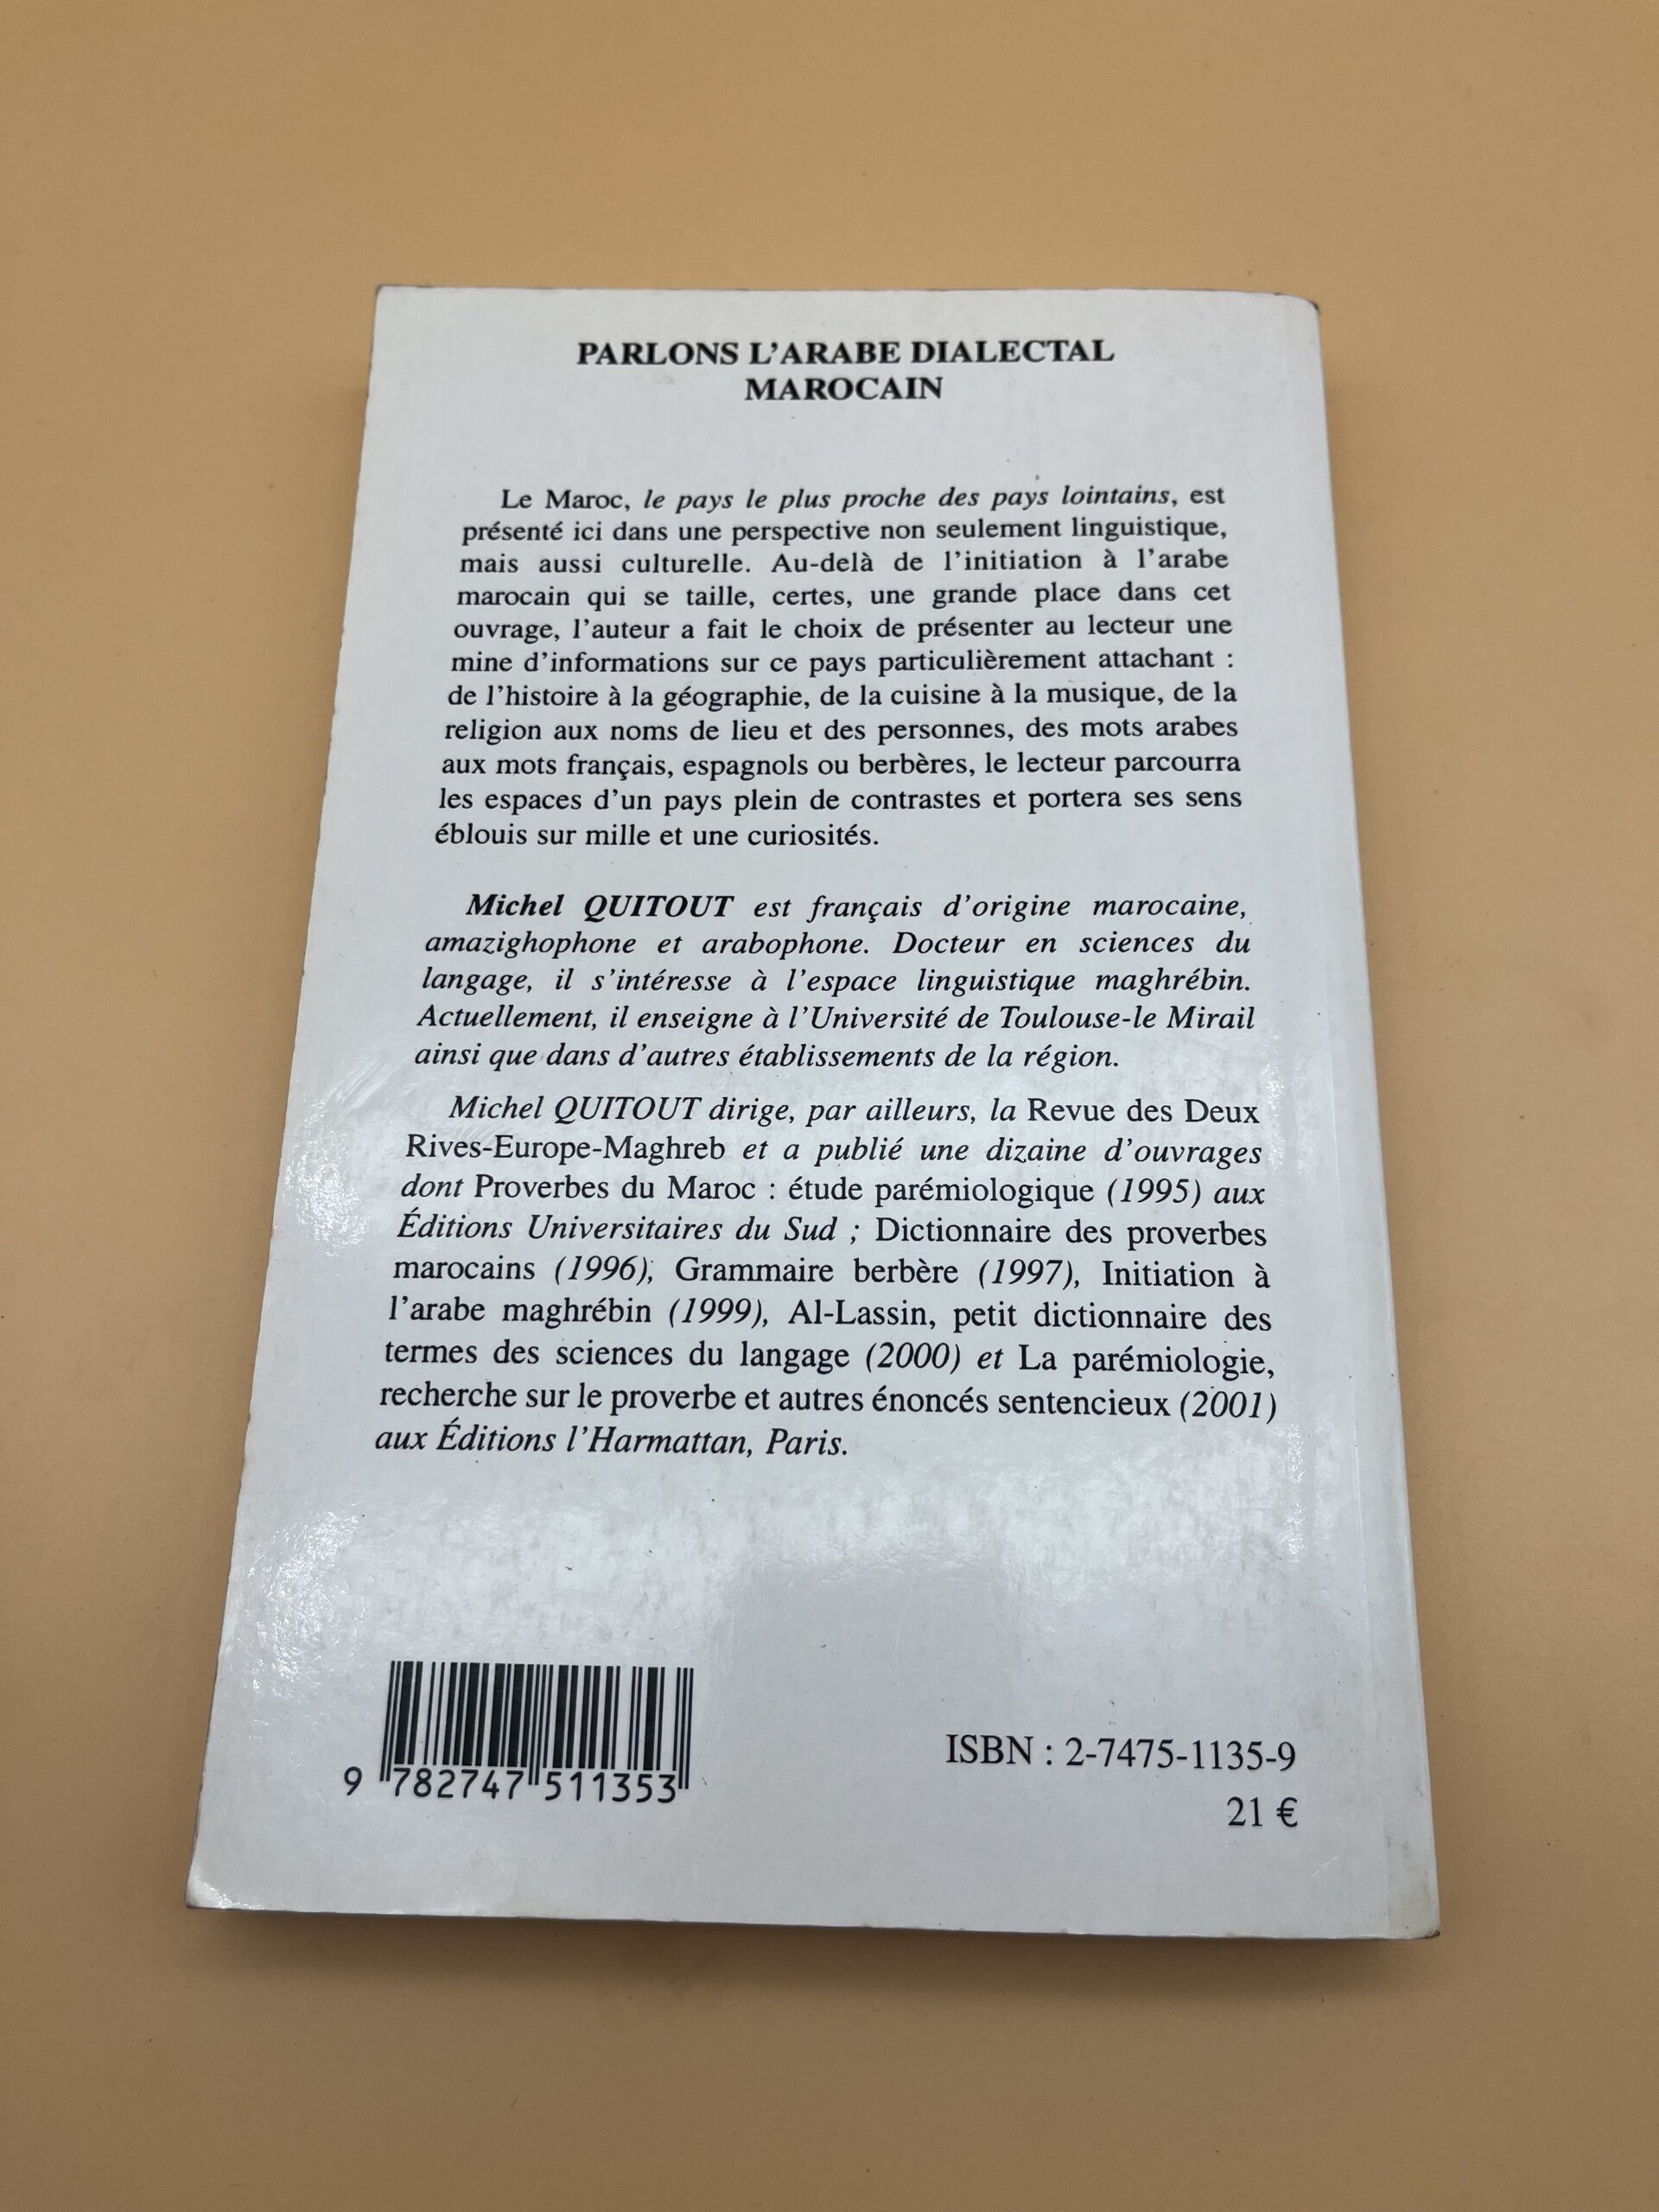 PARLONS L'ARABE DIALECTAL
MAROCAIN
Le Maroc, le pays le plus proche des pays lointains, est
présenté ici dans une perspective non seulement linguistique,
mais aussi culturelle. Au-delà de l'initiation à l'arabe
marocain qui se taille, certes, une grande place dans cet
ouvrage, l'auteur a fait le choix de présenter au lecteur une
mine d'informations sur ce pays particulièrement attachant :
de l'histoire à la géographie, de la cuisine à la musique, de la
religion aux noms de lieu et des personnes, des mots arabes
aux mots français, espagnols ou berbères, le lecteur parcourra
les espaces d'un pays plein de contrastes et portera ses sens
éblouis sur mille et une curiosités.
Michel QUITOUT est français d'origine marocaine,
amazighophone et arabophone. Docteur en sciences du
langage, il s'intéresse à l'espace linguistique maghrébin.
Actuellement, il enseigne à l'Université de Toulouse-le Mirail
ainsi que dans d'autres établissements de la région.
Michel QUITOUT dirige, par ailleurs, la Revue des Deux
Rives-Europe-Maghreb et a publié une dizaine d'ouvrages
dont Proverbes du Maroc : étude parémiologique (1995) aux
Éditions Universitaires du Sud ; Dictionnaire des proverbes
marocains (1996), Grammaire berbère (1997), Initiation à
l'arabe maghrébin (1999), Al-Lassin, petit dictionnaire des
termes des sciences du langage (2000) et La parémiologie,
recherche sur le proverbe et autres énoncés sentencieux (2001)
aux Éditions l'Harmattan, Paris.
9 782747 511353
ISBN : 2-7475-1135-9
21 €